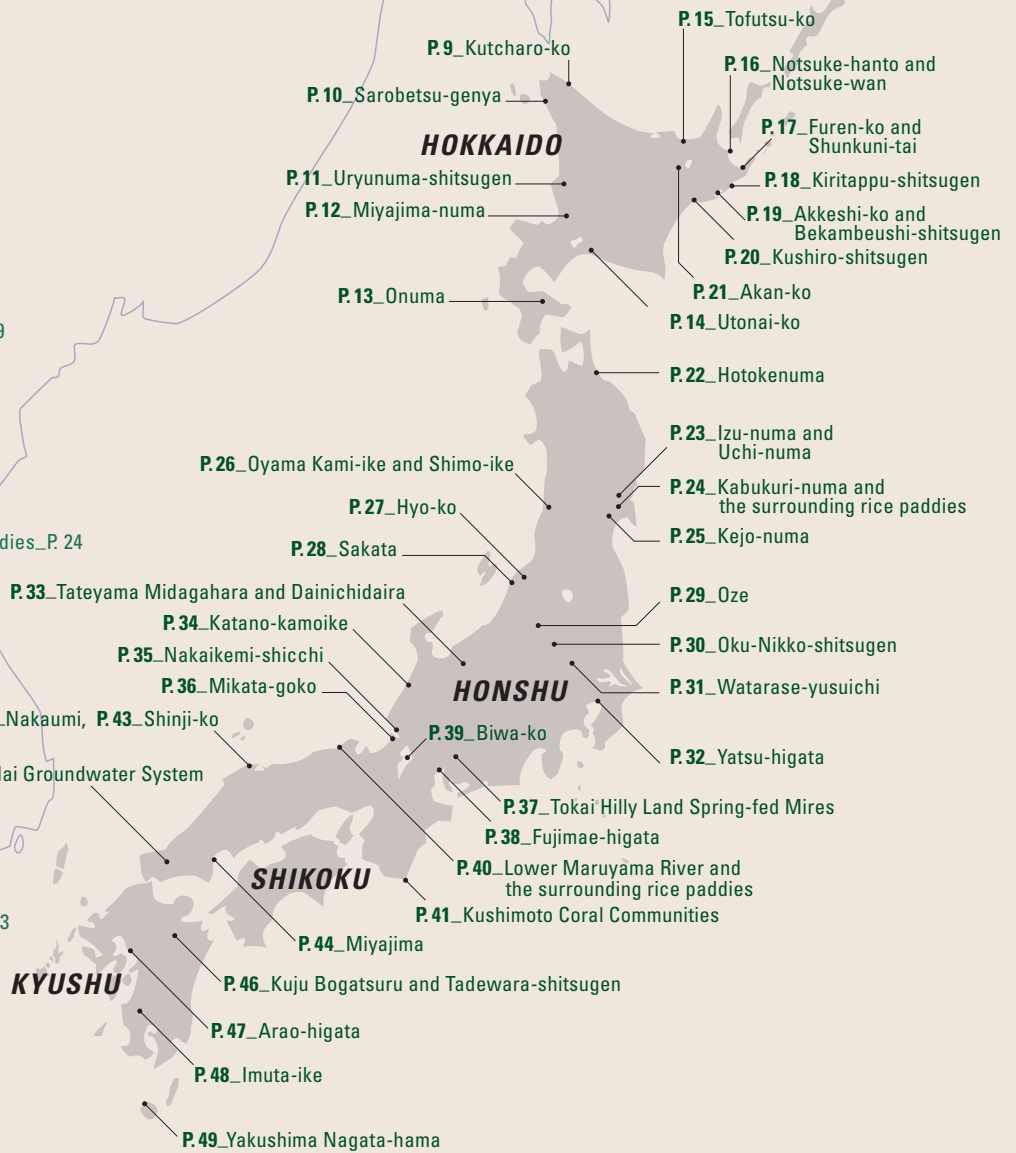 P. 15_Tofutsu-ko
P. 9_Kutcharo-ko
P. 16_Notsuke-hanto and
Notsuke-wan
P. 10_Sarobetsu-genya
P. 17_Furen-ko and
Shunkuni-tai
HOKKAIDO
P. 11_Uryunuma-shitsugen
P. 18_Kiritappu-shitsugen
P. 12_Miyajima-numa
P. 19_Akkeshi-ko and
Bekambeushi-shitsugen
P. 20_Kushiro-shitsugen
P. 13_Onuma
P. 21_Akan-ko
P. 14_Utonai-ko
9
P. 22_Hotokenuma
P. 23_Izu-numa and
Uchi-numa
P. 26_Oyama Kami-ike and Shimo-ike
P. 24_Kabukuri-numa and
the surrounding rice paddies
P. 27_Hyo-ko
P. 25_Kejo-numa
dies_P. 24
P. 28_Sakata
P. 33_Tateyama Midagahara and Dainichidaira
P. 29_Oze
P. 34_Katano-kamoike
P. 30_Oku-Nikko-shitsugen
P. 35_Nakaikemi-shicchi
P. 36_Mikata-goko
HONSHU
P. 31_Watarase-yusuichi
_Nakaumi, P. 43_Shinji-ko
P. 39_Biwa-ko
P. 32_Yatsu-higata
dai Groundwater System
P. 37_Tokai Hilly Land Spring-fed Mires
P. 38_Fujimae-higata
P. 40_Lower Maruyama River and
the surrounding rice paddies
SHIKOKU
P. 41_Kushimoto Coral Communities
3
P. 44_Miyajima
KYUSHU
P. 46_Kuju Bogatsuru and Tadewara-shitsugen
P. 47_Arao-higata
P. 48_Imuta-ike
P. 49_Yakushima Nagata-hama